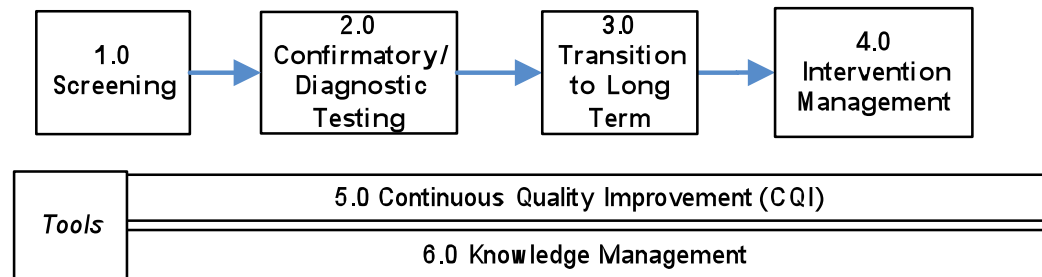 1.0
Screening
2.0
Confirmatory/
Diagnostic
Testing
3.0
Transition
to Long
Term
4.0
Intervention
Management
Tools
5.0 Continuous Quality Improvement (CQI)
6.0 Knowledge Management